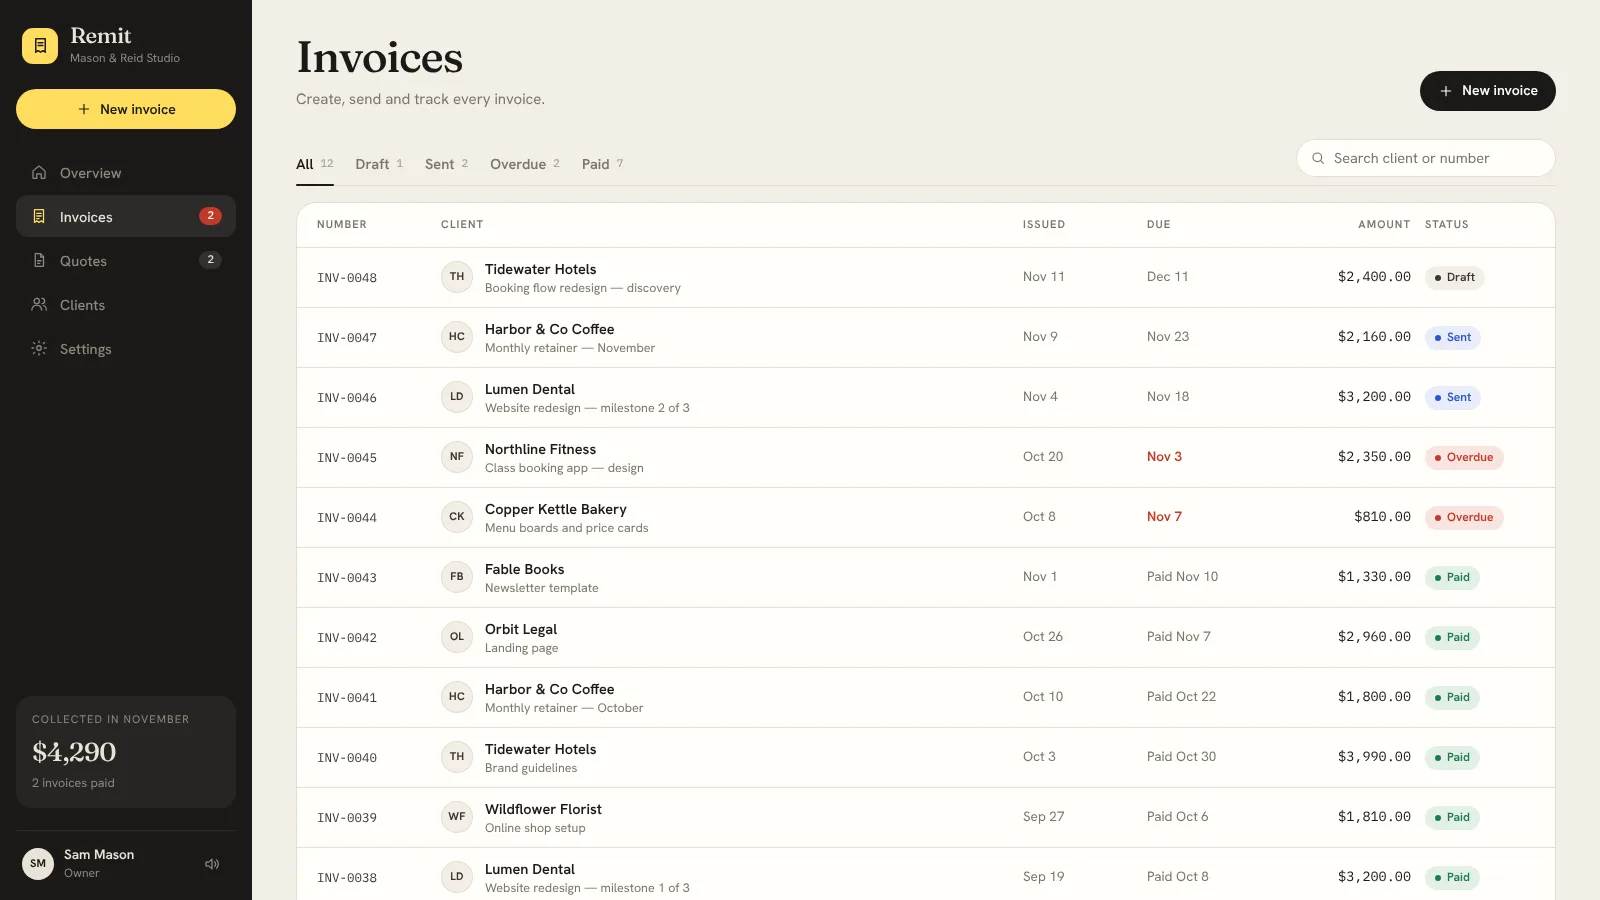 Remit
Mason & Reid Studio
New invoice
Overview
Invoices 2
Quotes 2
Clients
Settings
COLLECTED IN NOVEMBER
$4,290
2 invoices paid
SM Sam Mason
Owner
Invoices
Create, send and track every invoice.
New invoice
All 12 Draft 1 Sent 2 Overdue 2 Paid 7
Search client or number
NUMBER CLIENT ISSUED DUE AMOUNT STATUS
INV-0048 TH Tidewater Hotels Nov 11 Dec 11 $2,400.00 Draft
Booking flow redesign — discovery
INV-0047 HC Harbor & Co Coffee Nov 9 Nov 23 $2,160.00 Sent
Monthly retainer — November
INV-0046 LD Lumen Dental Nov 4 Nov 18 $3,200.00 Sent
Website redesign — milestone 2 of 3
INV-0045 NF Northline Fitness Oct 20 Nov 3 $2,350.00 Overdue
Class booking app — design
INV-0044 CK Copper Kettle Bakery Oct 8 Nov 7 $810.00 Overdue
Menu boards and price cards
INV-0043 FB Fable Books Nov 1 Paid Nov 10 $1,330.00 Paid
Newsletter template
INV-0042 OL Orbit Legal Oct 26 Paid Nov 7 $2,960.00 Paid
Landing page
INV-0041 HC Harbor & Co Coffee Oct 10 Paid Oct 22 $1,800.00 Paid
Monthly retainer — October
INV-0040 TH Tidewater Hotels Oct 3 Paid Oct 30 $3,990.00 Paid
Brand guidelines
INV-0039 WF Wildflower Florist Sep 27 Paid Oct 6 $1,810.00 Paid
Online shop setup
INV-0038 LD Lumen Dental Sep 19 Paid Oct 8 $3,200.00 Paid
Website redesign — milestone 1 of 3